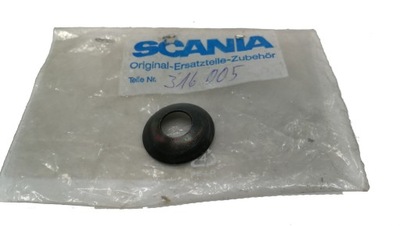 SCANIA
Original-Ersatzteile-Zubehör
Teile Nr. 316 005